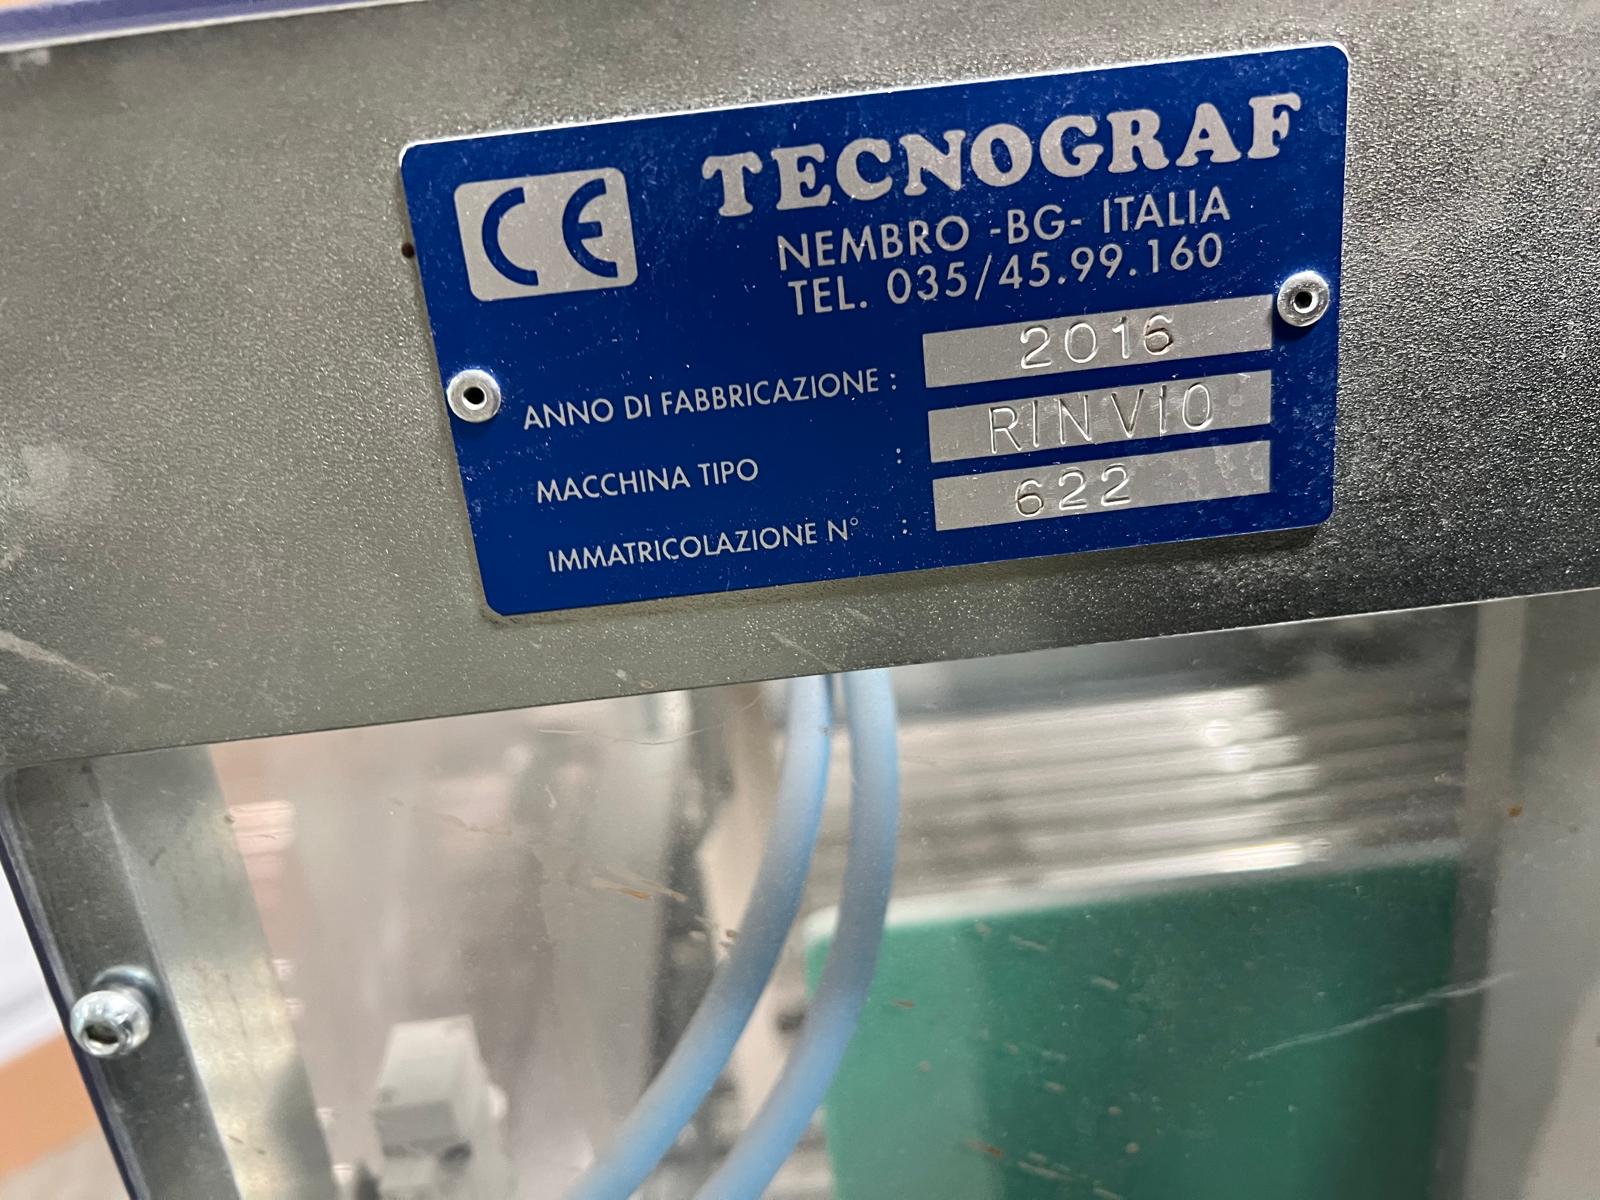 CE
TECNOGRAF
NEMBRO -BG- ITALIA
TEL. 035/45.99.160
ANNO DI FABBRICAZIONE : 2016
MACCHINA TIPO : RINVIO
IMMATRICOLAZIONE N° : 622